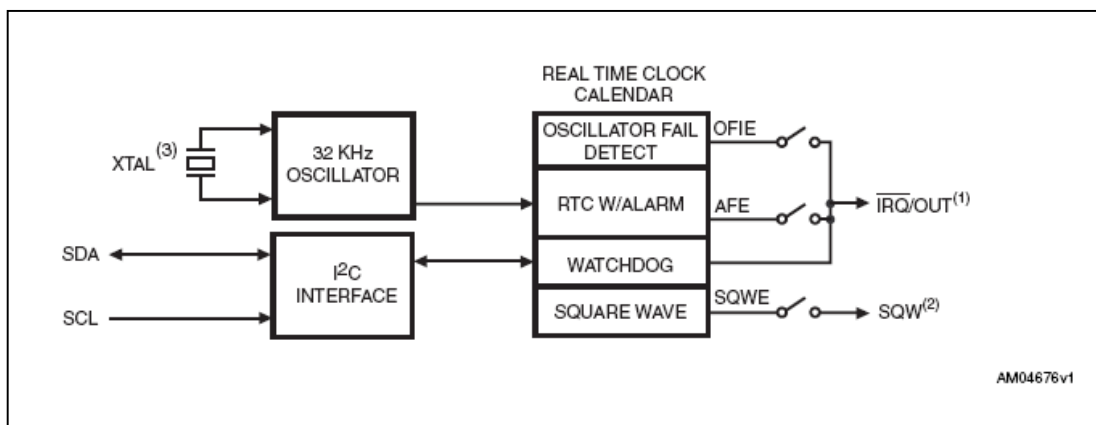 REAL TIME CLOCK
CALENDAR
OSCILLATOR FAIL
DETECT
OFIE
XTAL(3)
32 KHz
OSCILLATOR
RTC W/ALARM
AFE
IRQ/OUT(1)
SDA
I2C
INTERFACE
WATCHDOG
SCL
SQUARE WAVE
SQWE
SQW(2)
AM04676v1